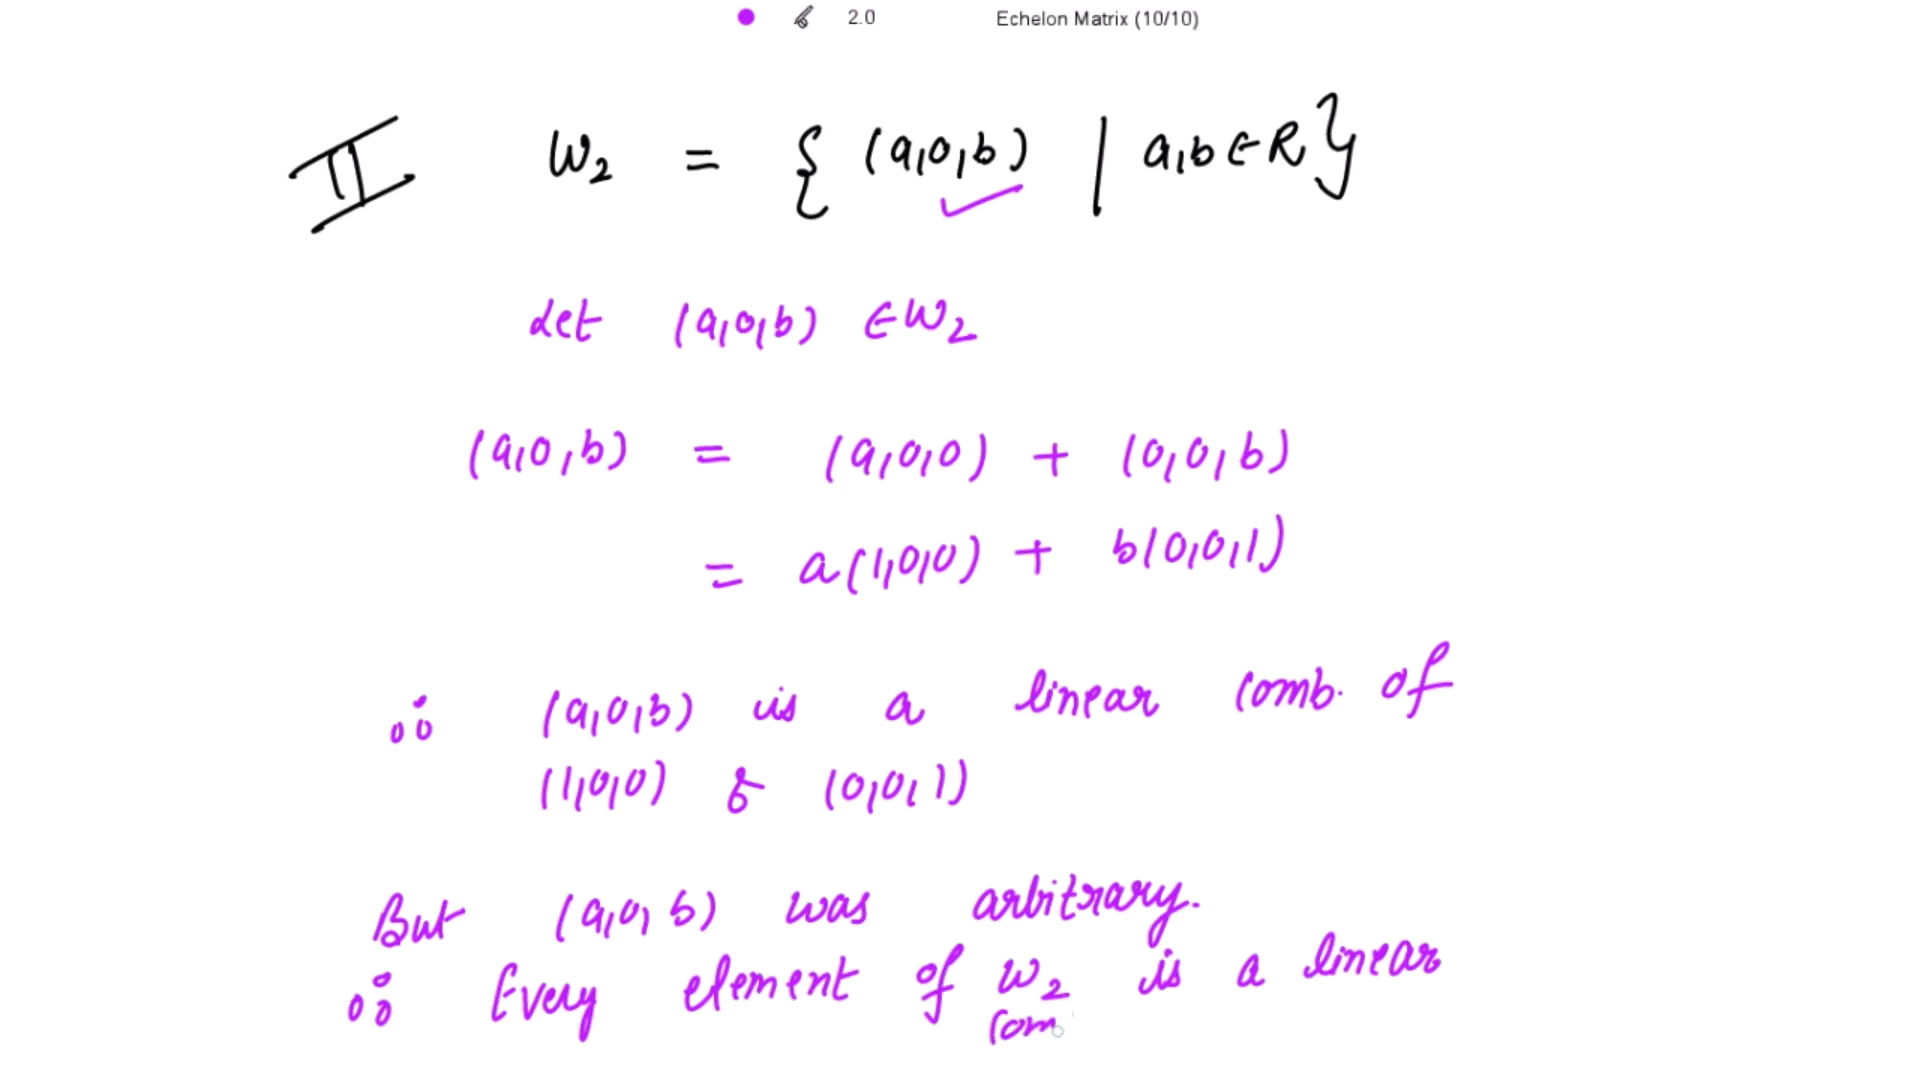 2.0 Echelon Matrix (10/10)
II W₂ = { (a,0,b) | a,b ∈ R }
Let (a,0,b) ∈ W₂
(a,0,b) = (a,0,0) + (0,0,b)
= a(1,0,0) + b(0,0,1)
∴ (a,0,b) is a linear comb. of
(1,0,0) & (0,0,1)
But (a,0,b) was arbitrary.
∴ Every element of W₂ is a linear
com